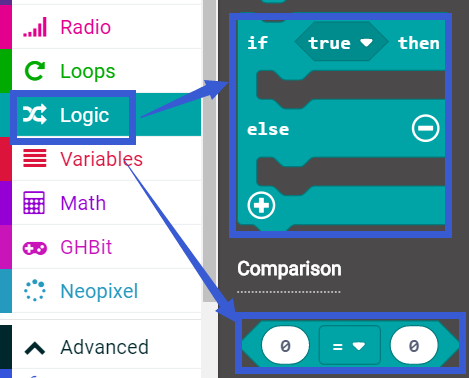 Radio
Loops
Logic
Variables
Math
GHBit
Neopixel
Advanced
if true then
else
Comparison
0 = 0